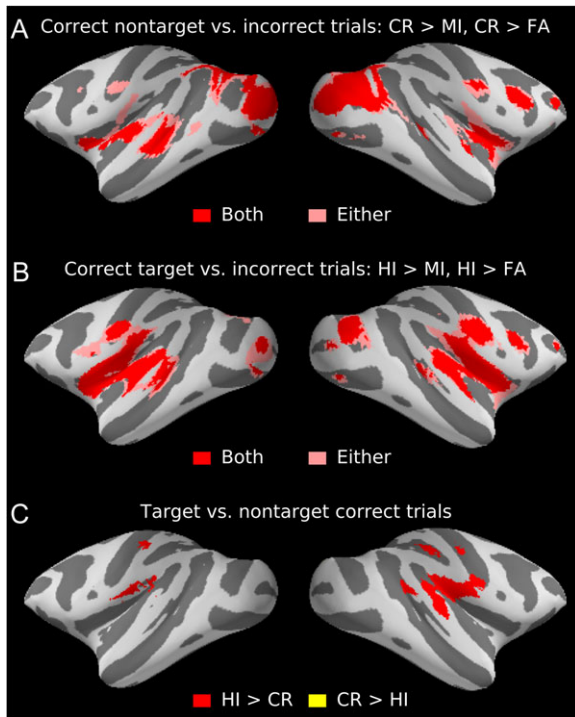 A Correct nontarget vs. incorrect trials: CR > MI, CR > FA
Both Either
B Correct target vs. incorrect trials: HI > MI, HI > FA
Both Either
C Target vs. nontarget correct trials
HI > CR CR > HI